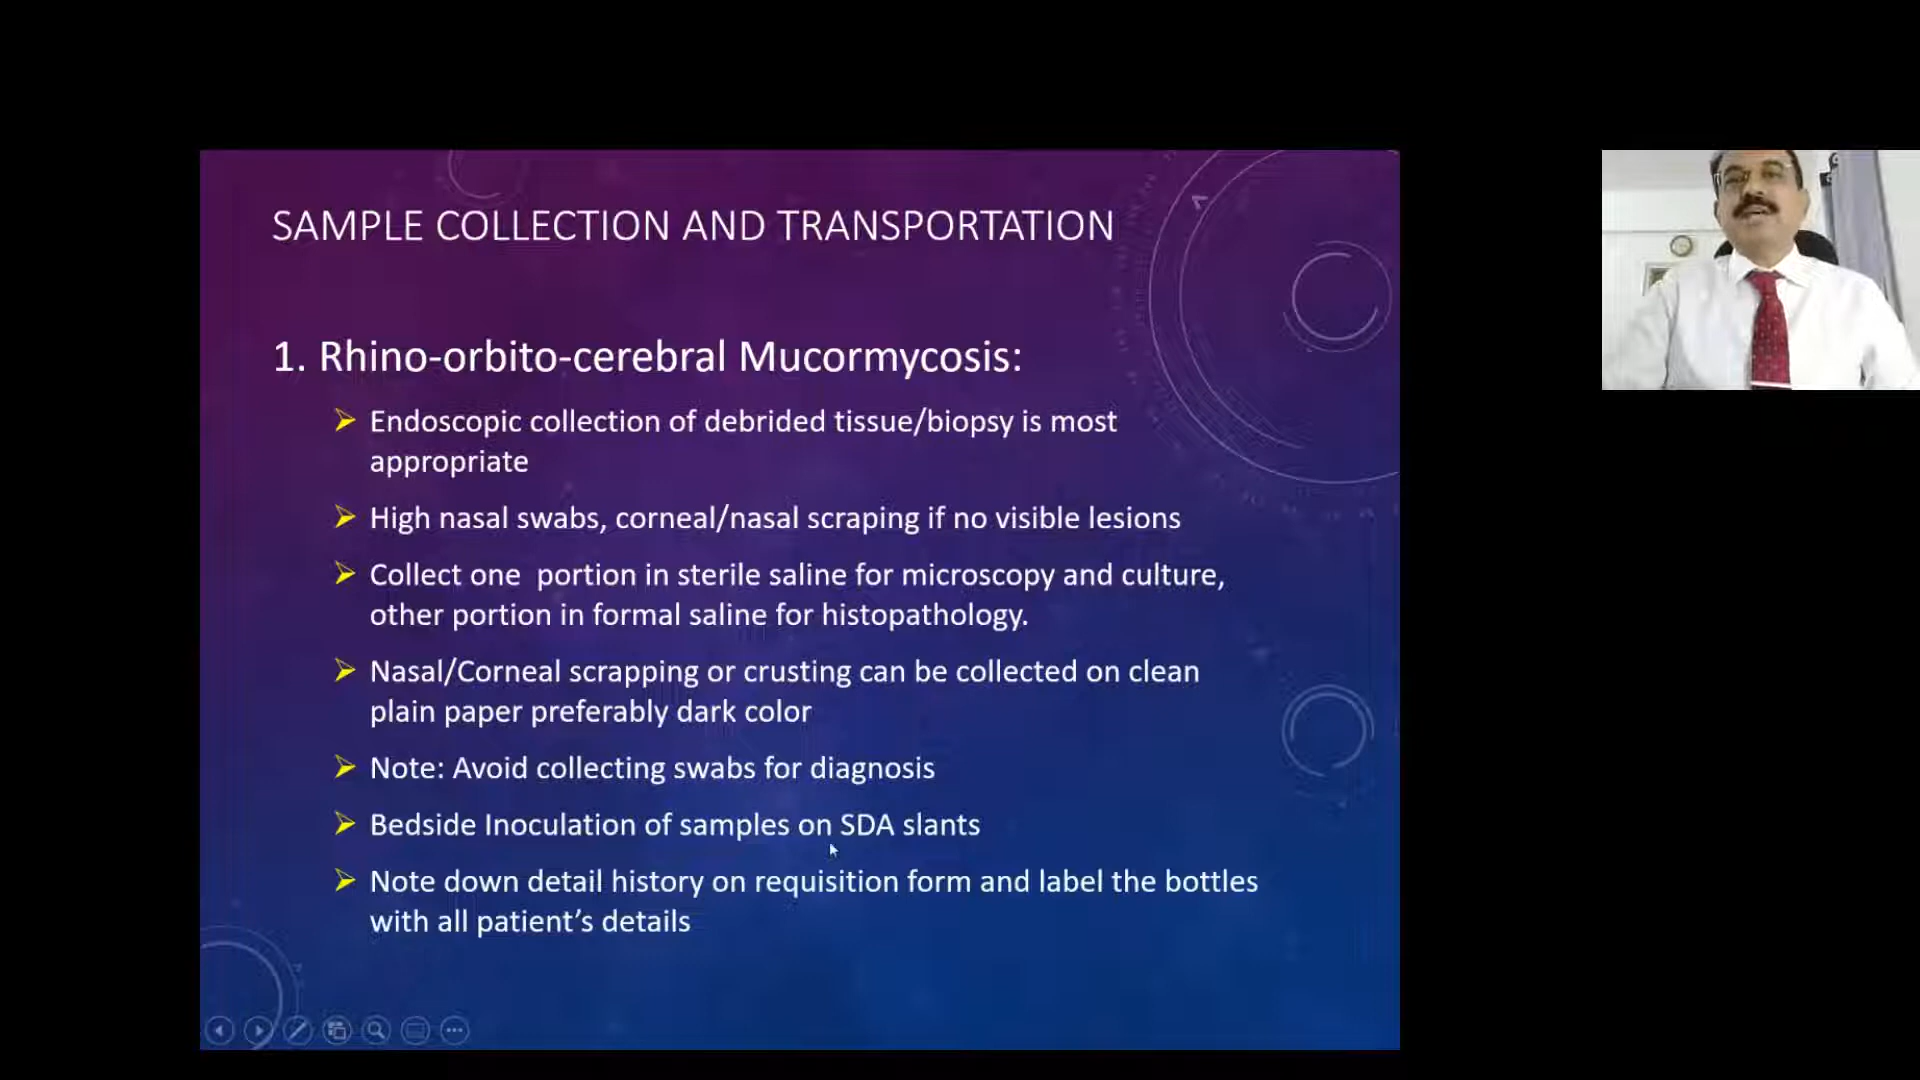 SAMPLE COLLECTION AND TRANSPORTATION
1. Rhino-orbito-cerebral Mucormycosis:
Endoscopic collection of debrided tissue/biopsy is most
appropriate
High nasal swabs, corneal/nasal scraping if no visible lesions
Collect one  portion in sterile saline for microscopy and culture,
other portion in formal saline for histopathology.
Nasal/Corneal scrapping or crusting can be collected on clean
plain paper preferably dark color
Note: Avoid collecting swabs for diagnosis
Bedside Inoculation of samples on SDA slants
Note down detail history on requisition form and label the bottles
with all patient’s details